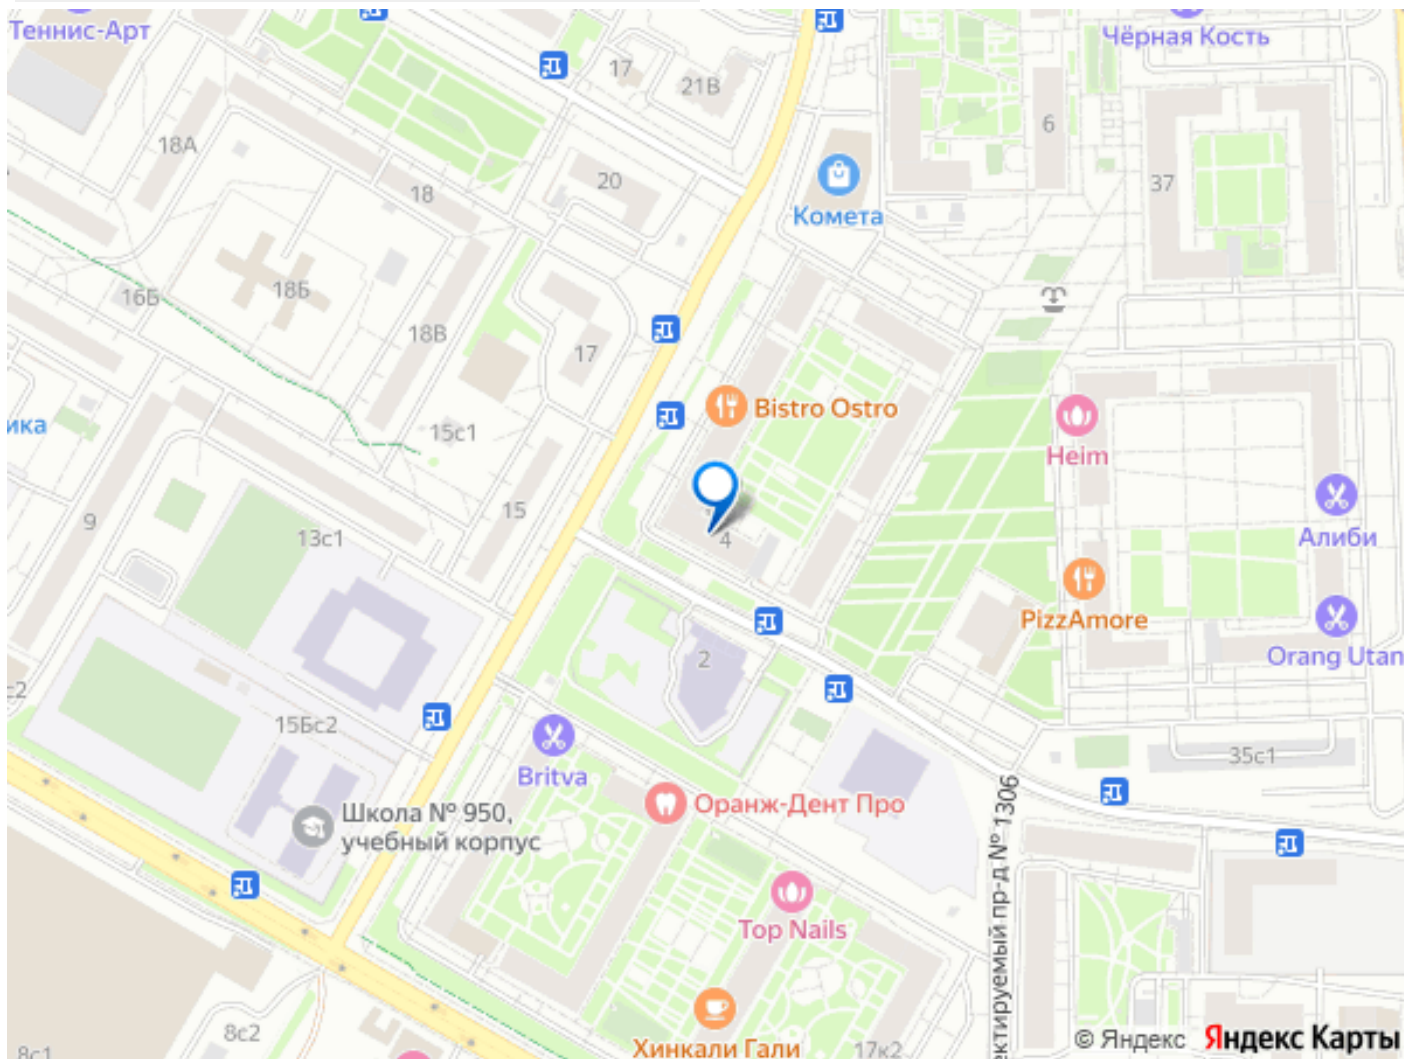 Теннис-Арт
Чёрная Кость
17
21В
6
18А
20
18
37
Комета
18Б
16Б
18В
17
Bistro Ostro
15с1
ика
Heim
15
9
13с1
4
Алиби
PizzAmore
2
Orang Utan
с2
15Бс2
35с1
Britva
Оранж-Дент Про
Школа № 950,
учебный корпус
ектируемый пр-д № 1306
Top Nails
8с2
8с1
Хинкали Гали
17к2
© Яндекс Яндекс Карты